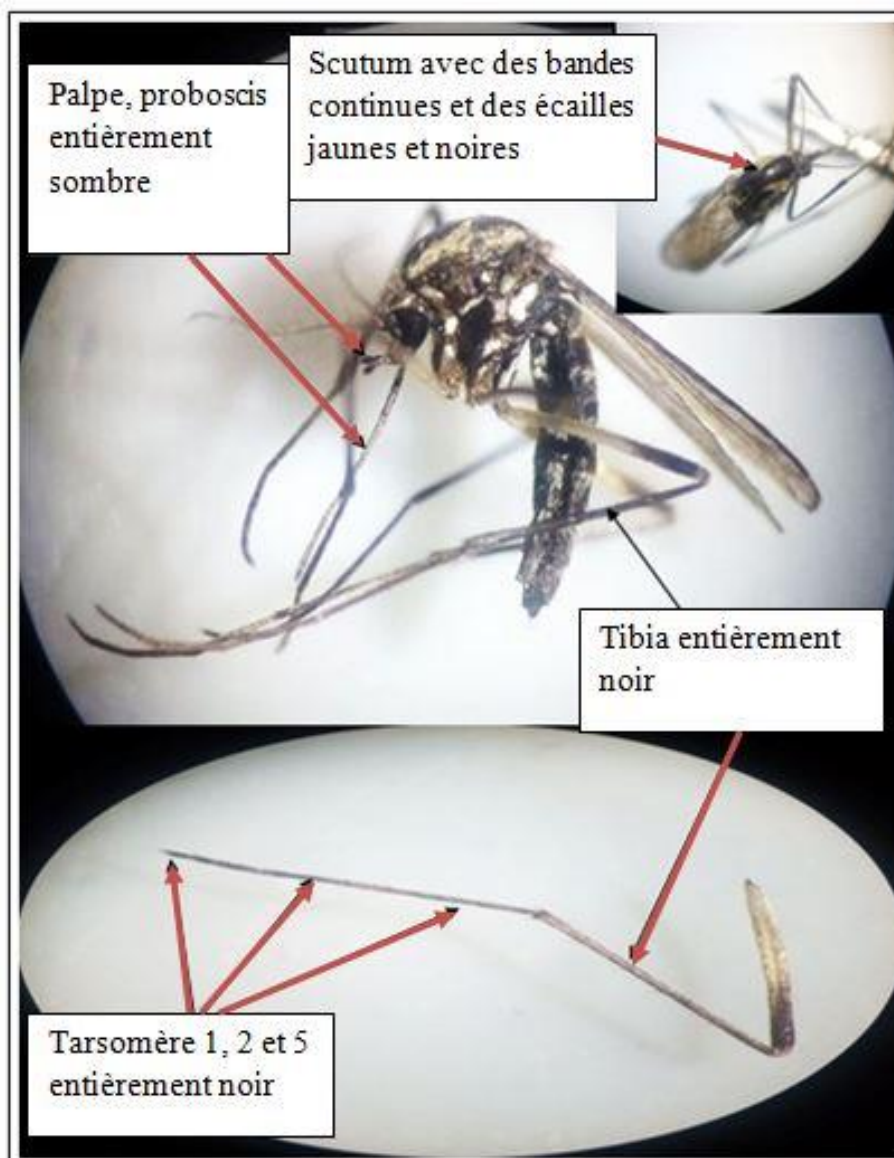 Palpe, proboscis
entièrement
sombre
Scutum avec des bandes
continues et des écailles
jaunes et noires
Tibia entièrement
noir
Tarsomère 1, 2 et 5
entièrement noir